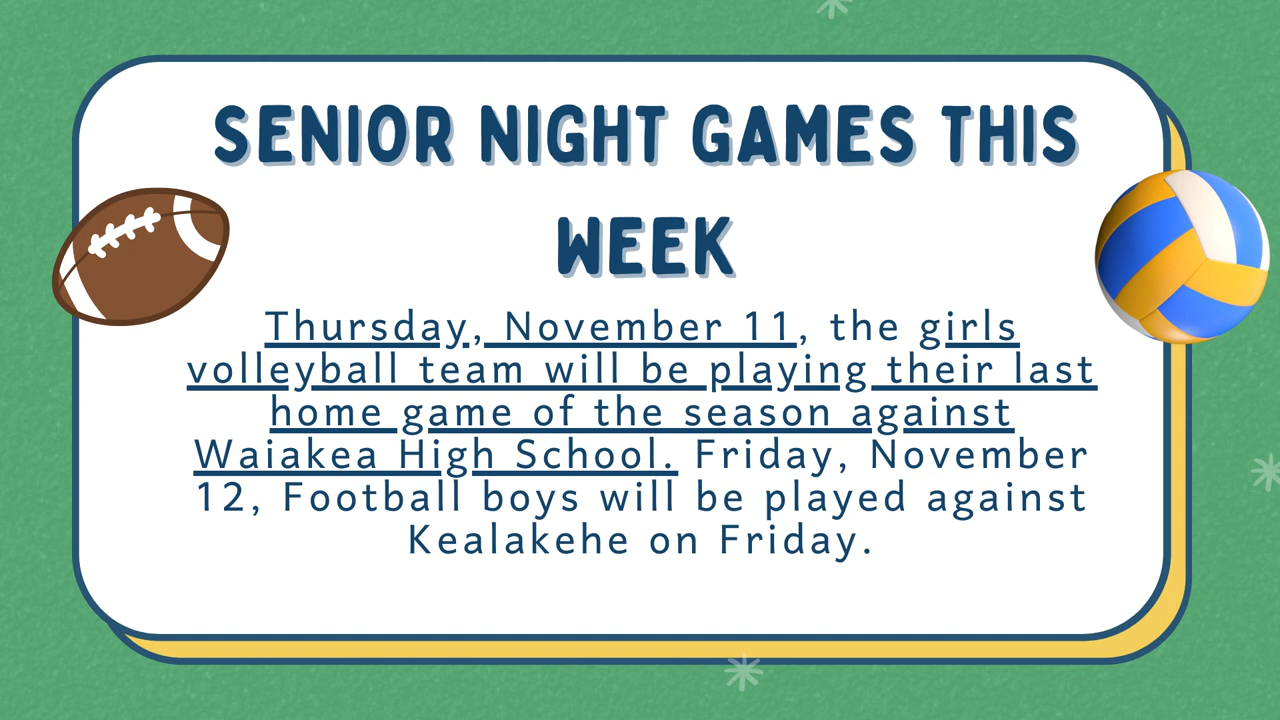 SENIOR NIGHT GAMES THIS
WEEK
Thursday, November 11, the girls
volleyball team will be playing their last
home game of the season against
Waiakea High School. Friday, November
12, Football boys will be played against
Kealakehe on Friday.